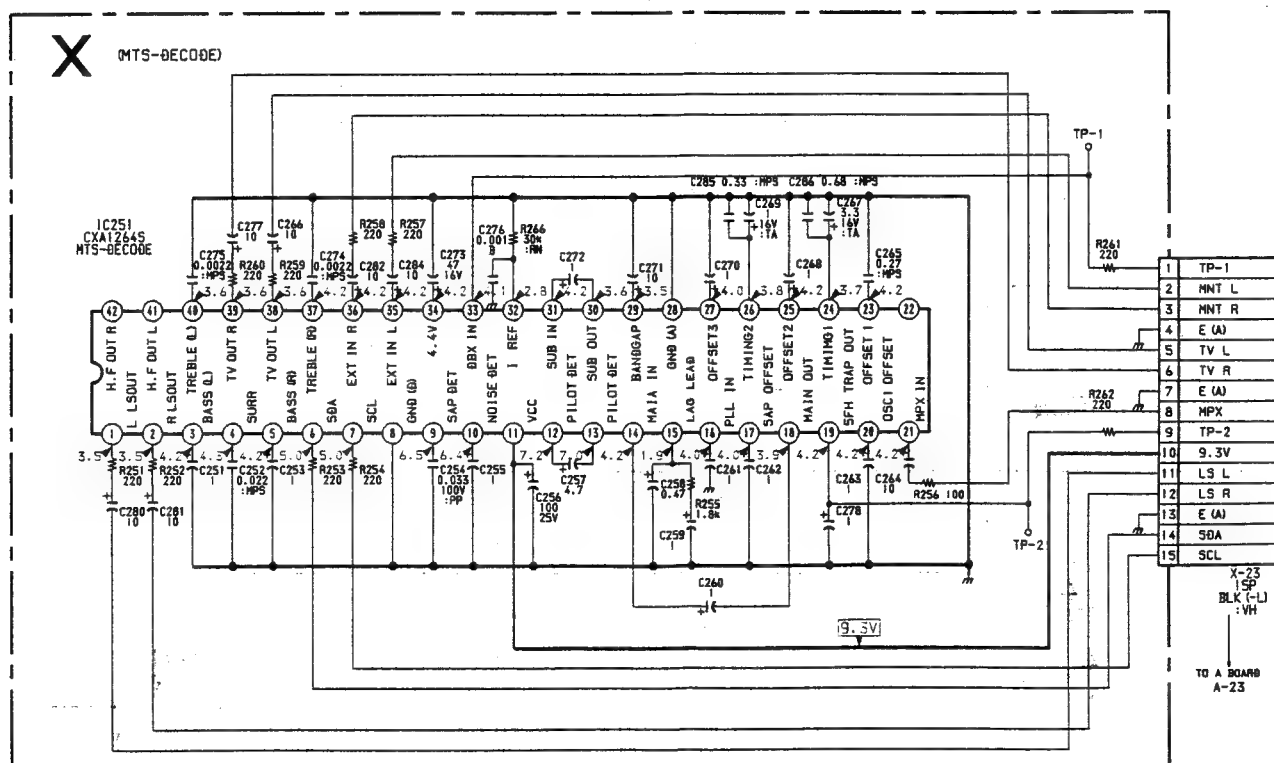 X (MTS-DECODE)
TP-1
C285 0.33 :MPS C286 0.68 :MPS
IC251
CXA1264S
MTS-DECODE
C277
10
C266
10
C275
0.0022
:MPS
R260
220
R259
220
C274
0.0022
:MPS
R258
220
R257
220
C282
10
C284
10
C273
47
16V
C276
0.001
B
R266
30k
:RN
C272
1
C271
10
C270
1
C269
1
16V
:TA
C268
1
C267
3.3
16V
:TA
C265
0.27
:MPS
R261
220
3.6 3.6 3.6 4.2 4.2 4.2 4.2 2.8 4.2 3.6 3.5 4.0 3.8 4.2 3.7 4.2
42 41 40 39 38 37 36 35 34 33 32 31 30 29 28 27 26 25 24 23 22
H.F OUT R
H.F OUT L
TREBLE (L)
TV OUT R
TV OUT L
TREBLE (R)
EXT IN R
EXT IN L
4.4V
DBX IN
I REF
SUB IN
SUB OUT
BANDGAP
GND(A)
OFFSET3
TIMING2
OFFSET2
TIMING1
OFFSET 1
L LSOUT
R LSOUT
BASS (L)
SURR
BASS (R)
SDA
SCL
GND (D)
SAP DET
NOISE DET
VCC
PILOT DET
PILOT DET
MAIA IN
LAG LEAD
PLL IN
SAP OFFSET
MAIN OUT
5FH TRAP OUT
OSCI OFFSET
MPX IN
1 2 3 4 5 6 7 8 9 10 11 12 13 14 15 16 17 18 19 20 21
3.5 3.5 4.2 4.3 4.2 5.0 5.0 6.5 6.4 7.2 7.0 4.2 1.9 4.0 4.0 3.9 4.2 4.2 4.2
R251
220
R252
220
C251
1
C252
0.022
:MPS
C253
1
R253
220
R254
220
C254
0.033
100V
:PP
C255
1
C256
100
25V
C257
4.7
C258
0.47
R255
1.8k
C259
1
C261
1
C262
1
C263
1
C264
10
C278
1
R256 100
R262
220
C280
10
C281
10
C260
1
TP-2
9.3V
1 TP-1
2 MNT L
3 MNT R
4 E (A)
5 TV L
6 TV R
7 E (A)
8 MPX
9 TP-2
10 9.3V
11 LS L
12 LS R
13 E (A)
14 SDA
15 SCL
X-23
15P
BLK (-L)
:VH
TO A BOARD
A-23